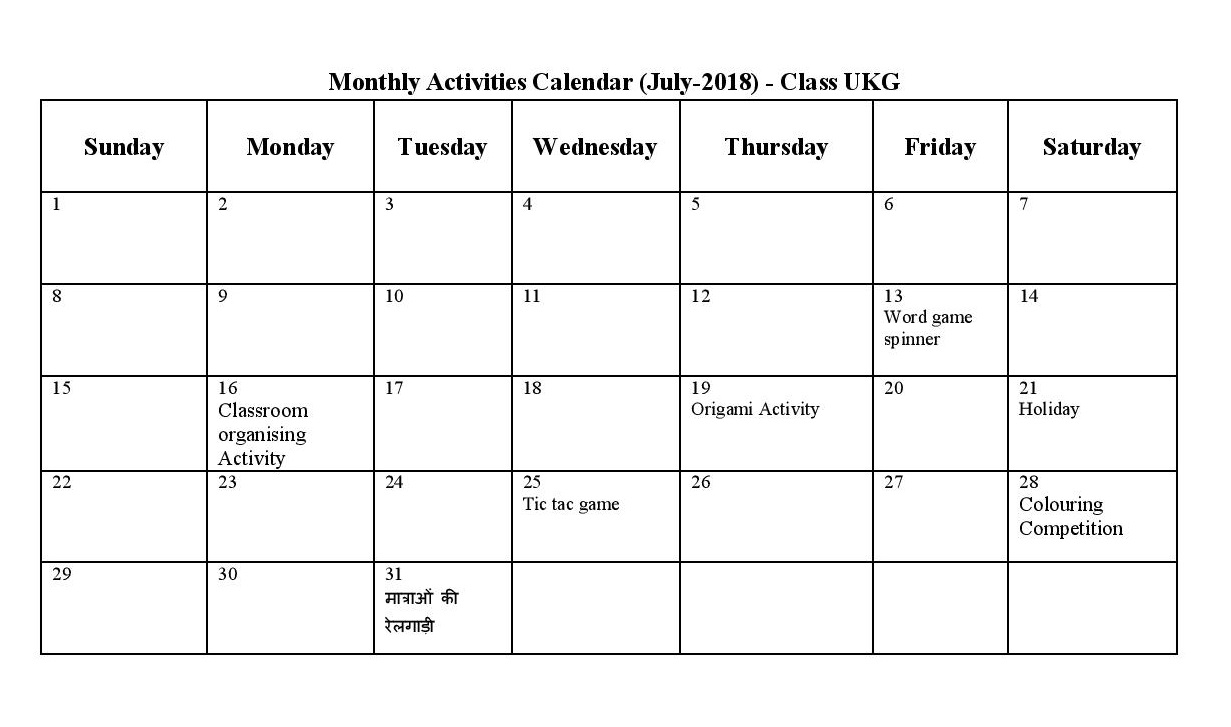 Monthly Activities Calendar (July-2018) - Class UKG
Sunday Monday Tuesday Wednesday Thursday Friday Saturday
1 2 3 4 5 6 7
8 9 10 11 12 13 14
Word game
spinner
15 16 17 18 19 20 21
Classroom Origami Activity Holiday
organising
Activity
22 23 24 25 26 27 28
Tic tac game Colouring
Competition
29 30 31
मात्राओं की
रेलगाड़ी